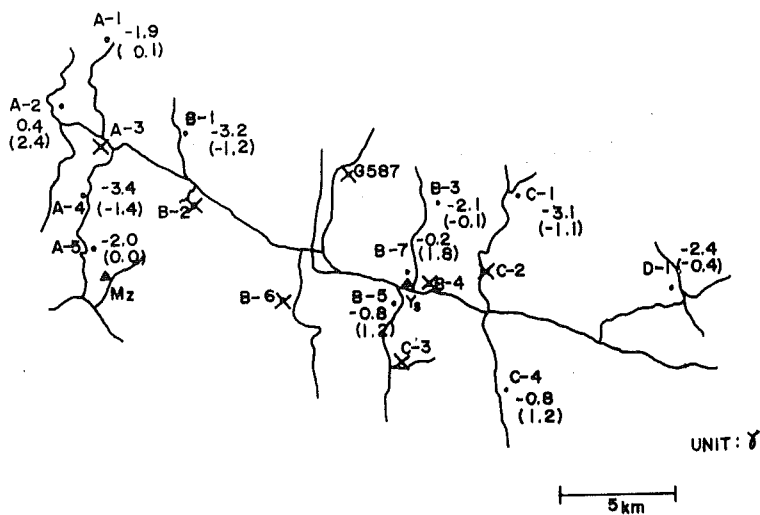 A-1
-1.9
(0.1)
A-2
0.4
(2.4)
A-3
B-1
-3.2
(-1.2)
G587
A-4
-3.4
(-1.4)
B-2
B-3
-2.1
(-0.1)
C-1
-3.1
(-1.1)
A-5
-2.0
(0.0)
Mz
B-7
-0.2
(1.8)
B-4
Ys
C-2
D-1
-2.4
(-0.4)
B-6
B-5
-0.8
(1.2)
C-3
C-4
-0.8
(1.2)
UNIT: γ
5km